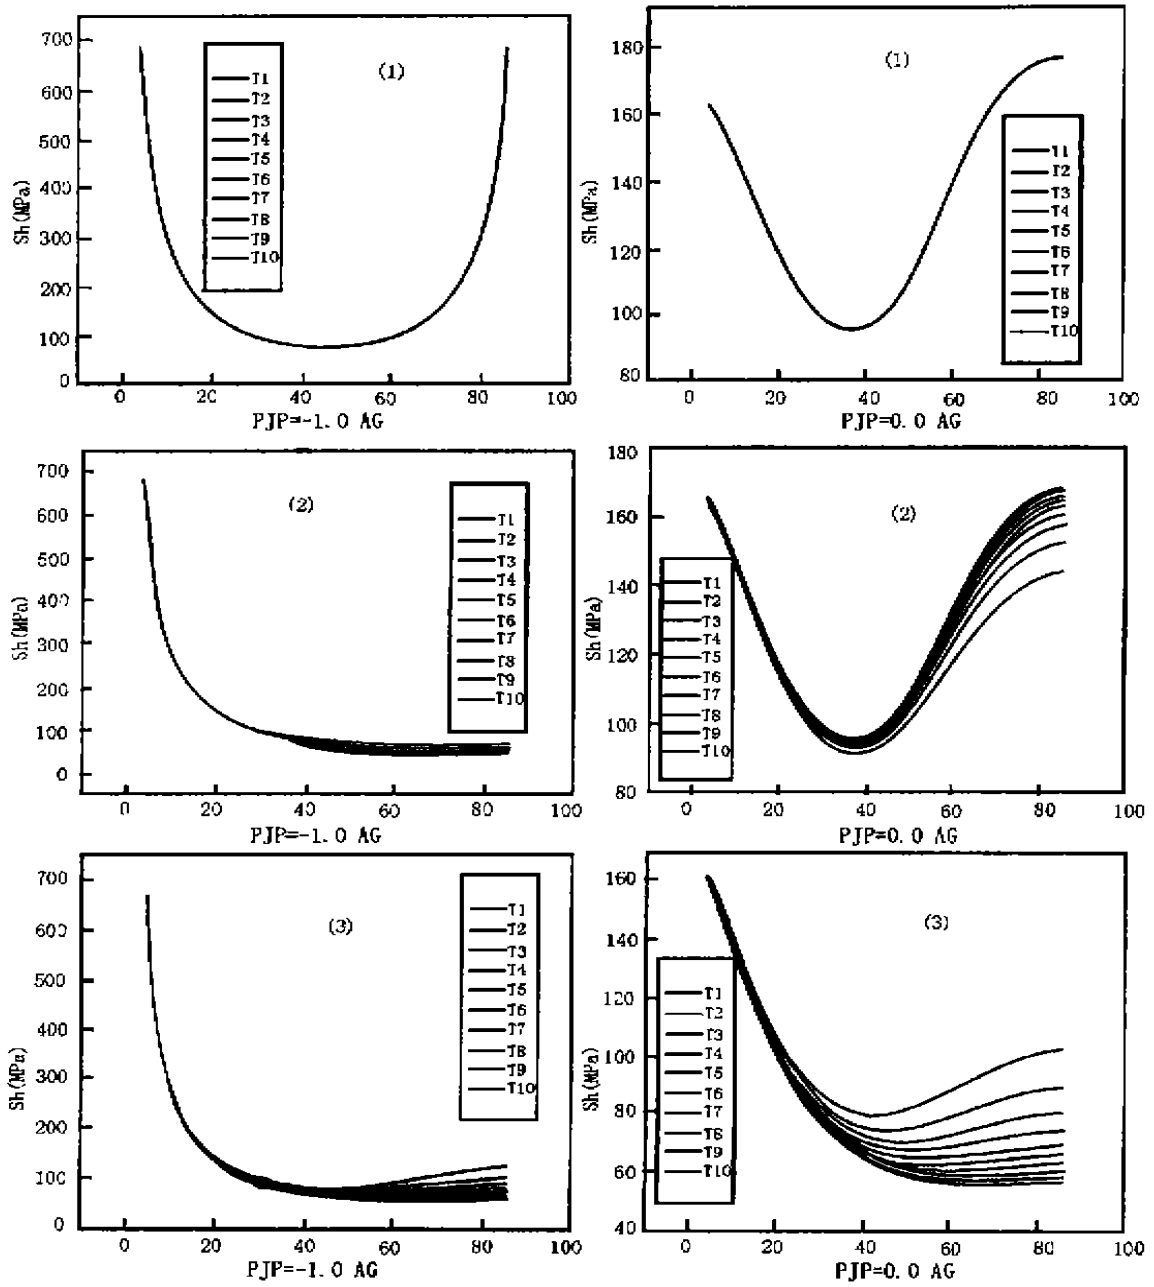 700
600
500
400
300
200
100
0
Sh(MPa)
(1)
T1
T2
T3
T4
T5
T6
T7
T8
T9
T10
0 20 40 60 80 100
PJP=-1.0 AG
180
160
140
120
100
80
Sh(MPa)
(1)
T1
T2
T3
T4
T5
T6
T7
T8
T9
T10
0 20 40 60 80 100
PJP=0.0 AG
700
600
500
400
300
200
100
0
Sh(MPa)
(2)
T1
T2
T3
T4
T5
T6
T7
T8
T9
T10
0 20 40 60 80 100
PJP=-1.0 AG
180
160
140
120
100
80
Sh(MPa)
(2)
T1
T2
T3
T4
T5
T6
T7
T8
T9
T10
0 20 40 60 80 100
PJP=0.0 AG
700
600
500
400
300
200
100
0
Sh(MPa)
(3)
T1
T2
T3
T4
T5
T6
T7
T8
T9
T10
0 20 40 60 80 100
PJP=-1.0 AG
160
140
120
100
80
60
40
Sh(MPa)
(3)
T1
T2
T3
T4
T5
T6
T7
T8
T9
T10
0 20 40 60 80 100
PJP=0.0 AG